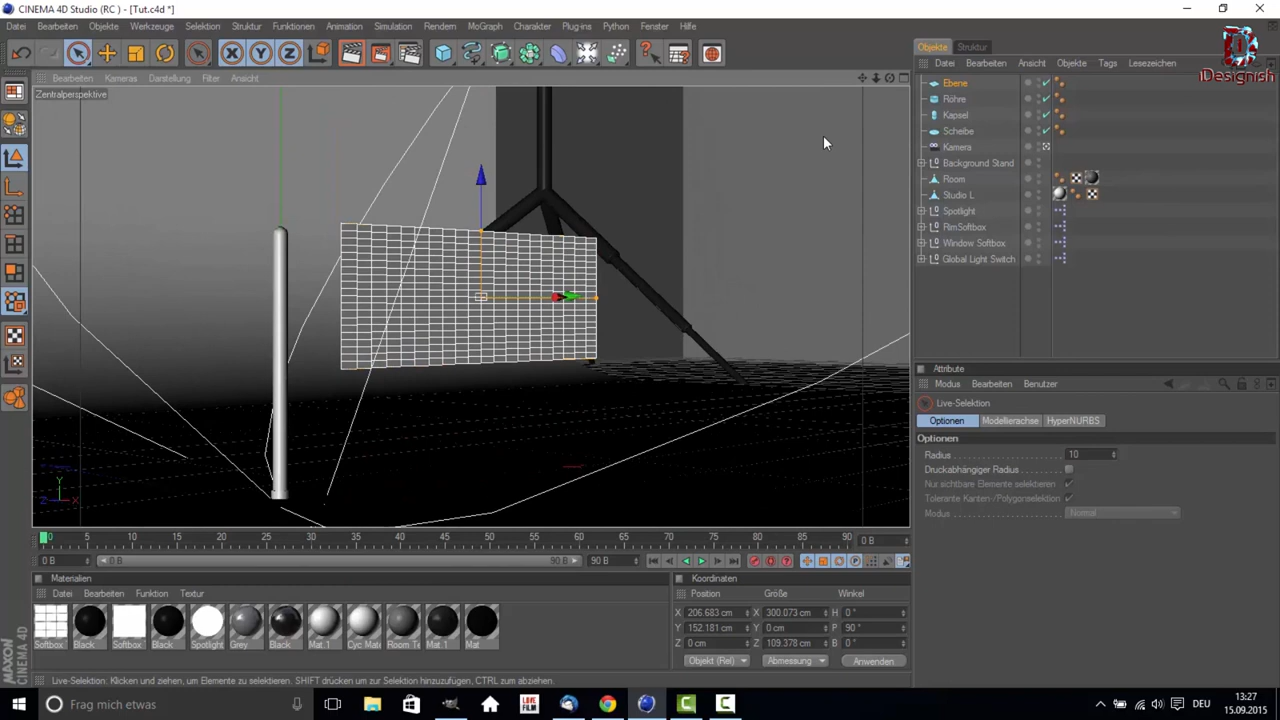 CINEMA 4D Studio (RC ) - [Tut.c4d *]
Datei Bearbeiten Objekte Werkzeuge Selektion Struktur Funktionen Animation Simulation Rendern MoGraph Charakter Plug-ins Python Fenster Hilfe
Objekte Struktur
Datei Bearbeiten Ansicht Objekte Tags Lesezeichen
iDesignish
Bearbeiten Kameras Darstellung Filter Ansicht
Zentralperspektive
Ebene
Röhre
Kapsel
Scheibe
Kamera
Background Stand
Room
Studio L
Spotlight
RimSoftbox
Window Softbox
Global Light Switch
Attribute
Modus Bearbeiten Benutzer
Live-Selektion
Optionen Modellierachse HyperNURBS
Optionen
Radius 10
Druckabhängiger Radius
Nur sichtbare Elemente selektieren
Tolerante Kanten-/Polygonselektion
Modus Normal
Y
Z X
0 5 10 15 20 25 30 35 40 45 50 55 60 65 70 75 80 85 90 0 B
0 B 0 B 90 B 90 B
Materialien
Datei Bearbeiten Funktion Textur
Softbox Black Softbox Black Spotlight Grey Black Mat.1 Cyc Mate Room Te Mat.1 Mat
Koordinaten
Position Größe Winkel
X 206.683 cm X 300.073 cm H 0 °
Y 152.181 cm Y 0 cm P 90 °
Z 0 cm Z 109.378 cm B 0 °
Objekt (Rel) Abmessung Anwenden
MAXON
CINEMA 4D
Live-Selektion: Klicken und ziehen, um Elemente zu selektieren. SHIFT drücken um zur Selektion hinzuzufügen, CTRL zum abziehen.
Frag mich etwas
LOVE
FILM
DEU
13:27
15.09.2015